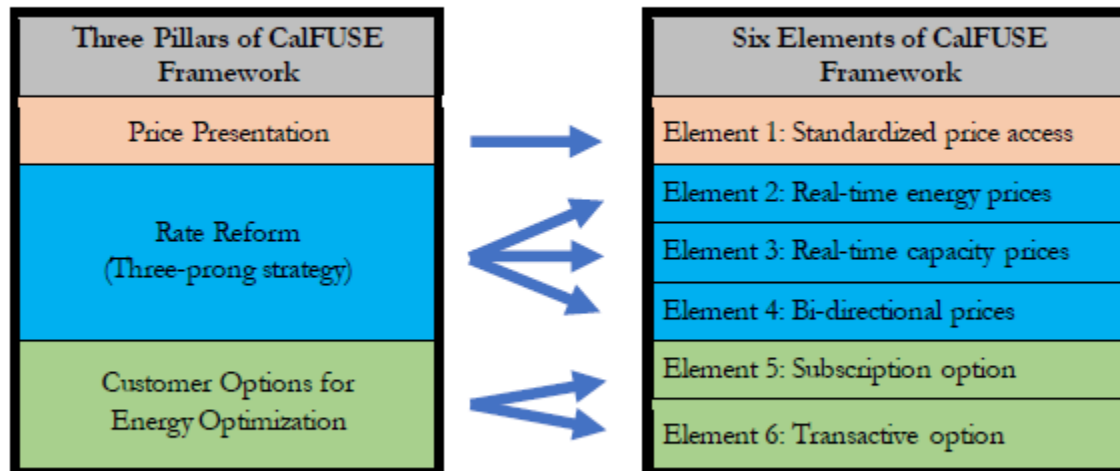 Three Pillars of CalFUSE
Framework
Price Presentation
Rate Reform
(Three-prong strategy)
Customer Options for
Energy Optimization
Six Elements of CalFUSE
Framework
Element 1: Standardized price access
Element 2: Real-time energy prices
Element 3: Real-time capacity prices
Element 4: Bi-directional prices
Element 5: Subscription option
Element 6: Transactive option